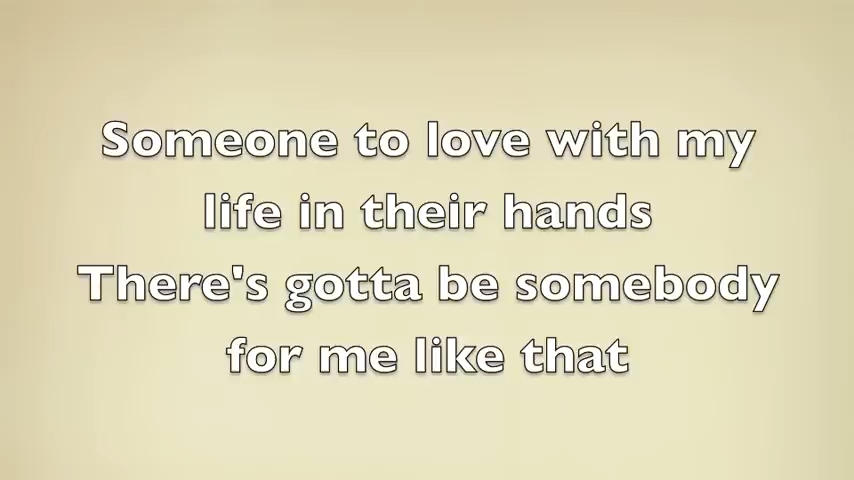 Someone to love with my
life in their hands
There's gotta be somebody
for me like that